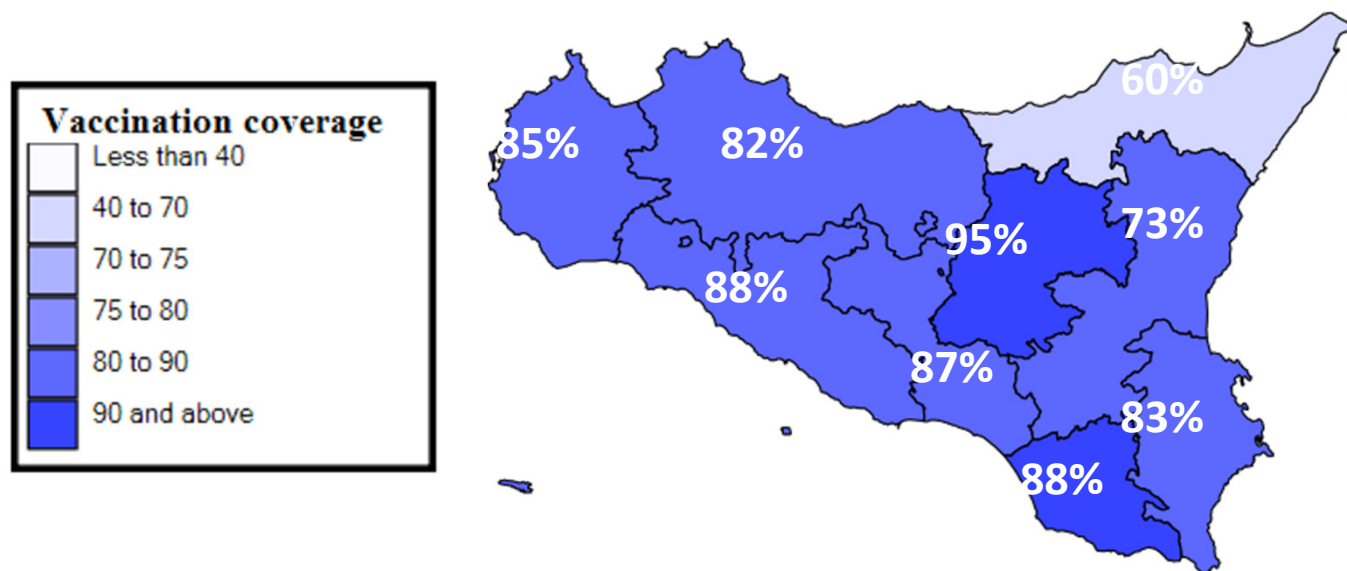 Vaccination coverage
Less than 40
40 to 70
70 to 75
75 to 80
80 to 90
90 and above
60%
85%
82%
73%
95%
88%
87%
83%
88%